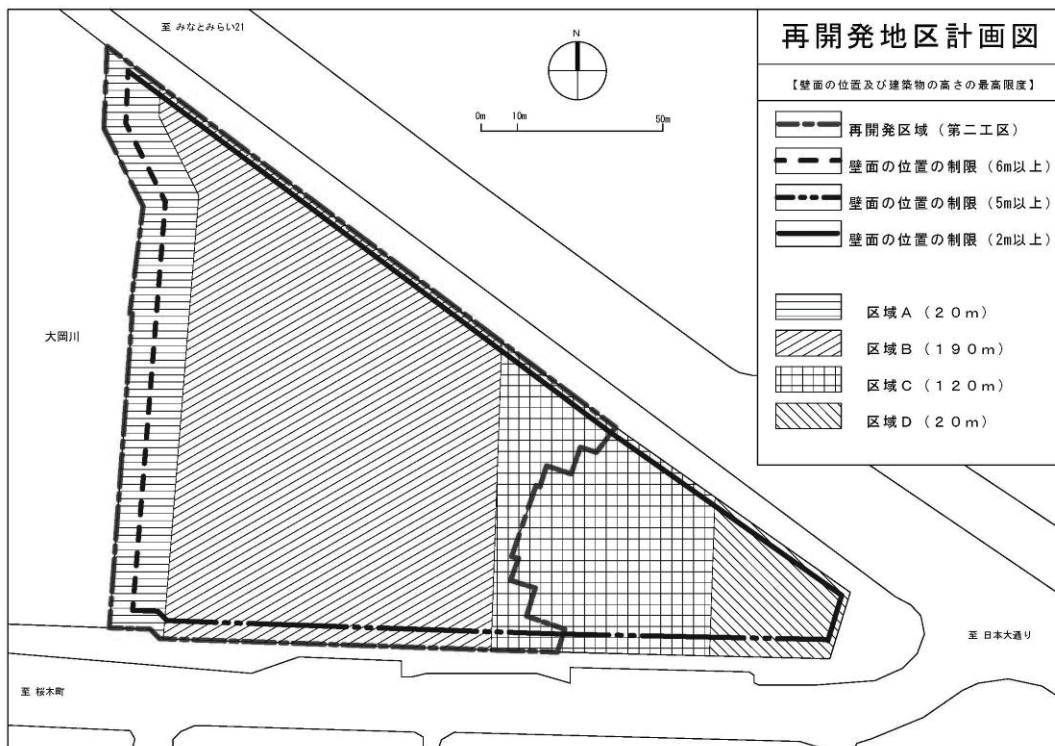 至 みなとみらい21
N
0m 10m 50m
大岡川
至 日本大通り
至 桜木町
再開発地区計画図
【壁面の位置及び建築物の高さの最高限度】
再開発区域（第二工区）
壁面の位置の制限（6m以上）
壁面の位置の制限（5m以上）
壁面の位置の制限（2m以上）
区域A（20m）
区域B（190m）
区域C（120m）
区域D（20m）